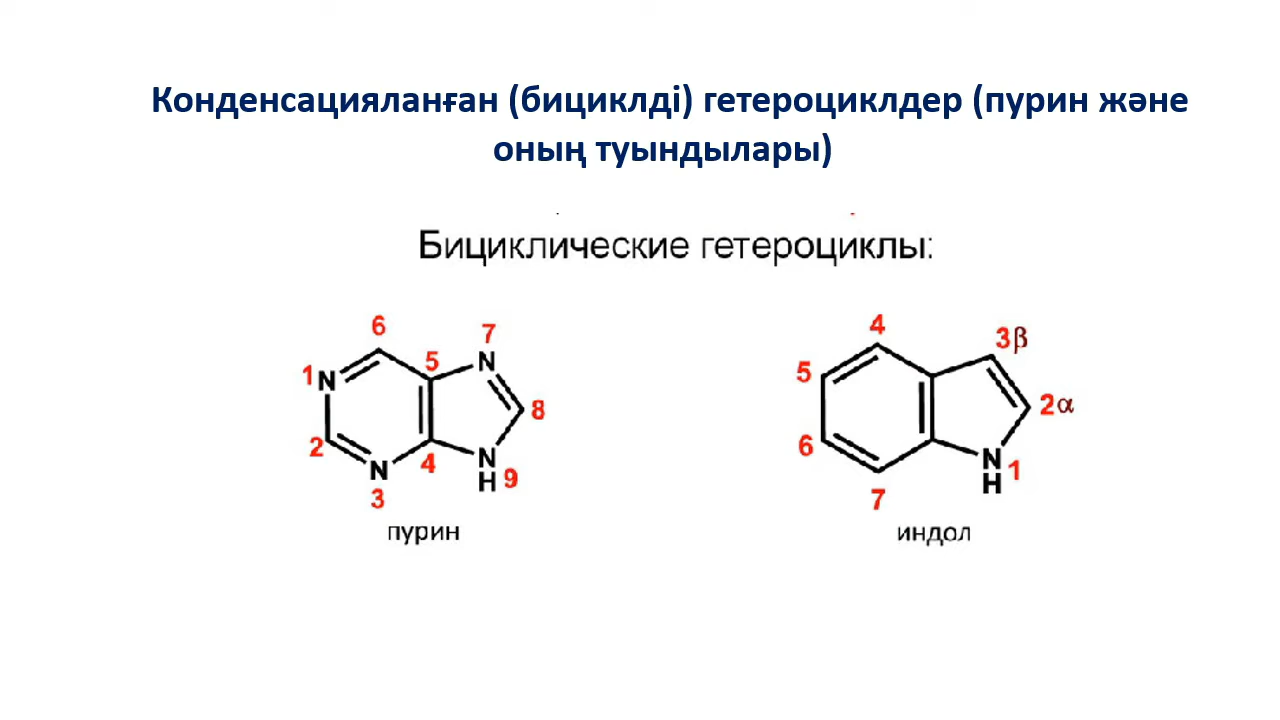 Конденсацияланған (бициклді) гетероциклдер (пурин және
оның туындылары)
Бициклические гетероциклы:
6
7
5
1 N
N
8
2
N
4
N
H
9
3
пурин
4
3β
5
2α
6
N
H
1
7
индол